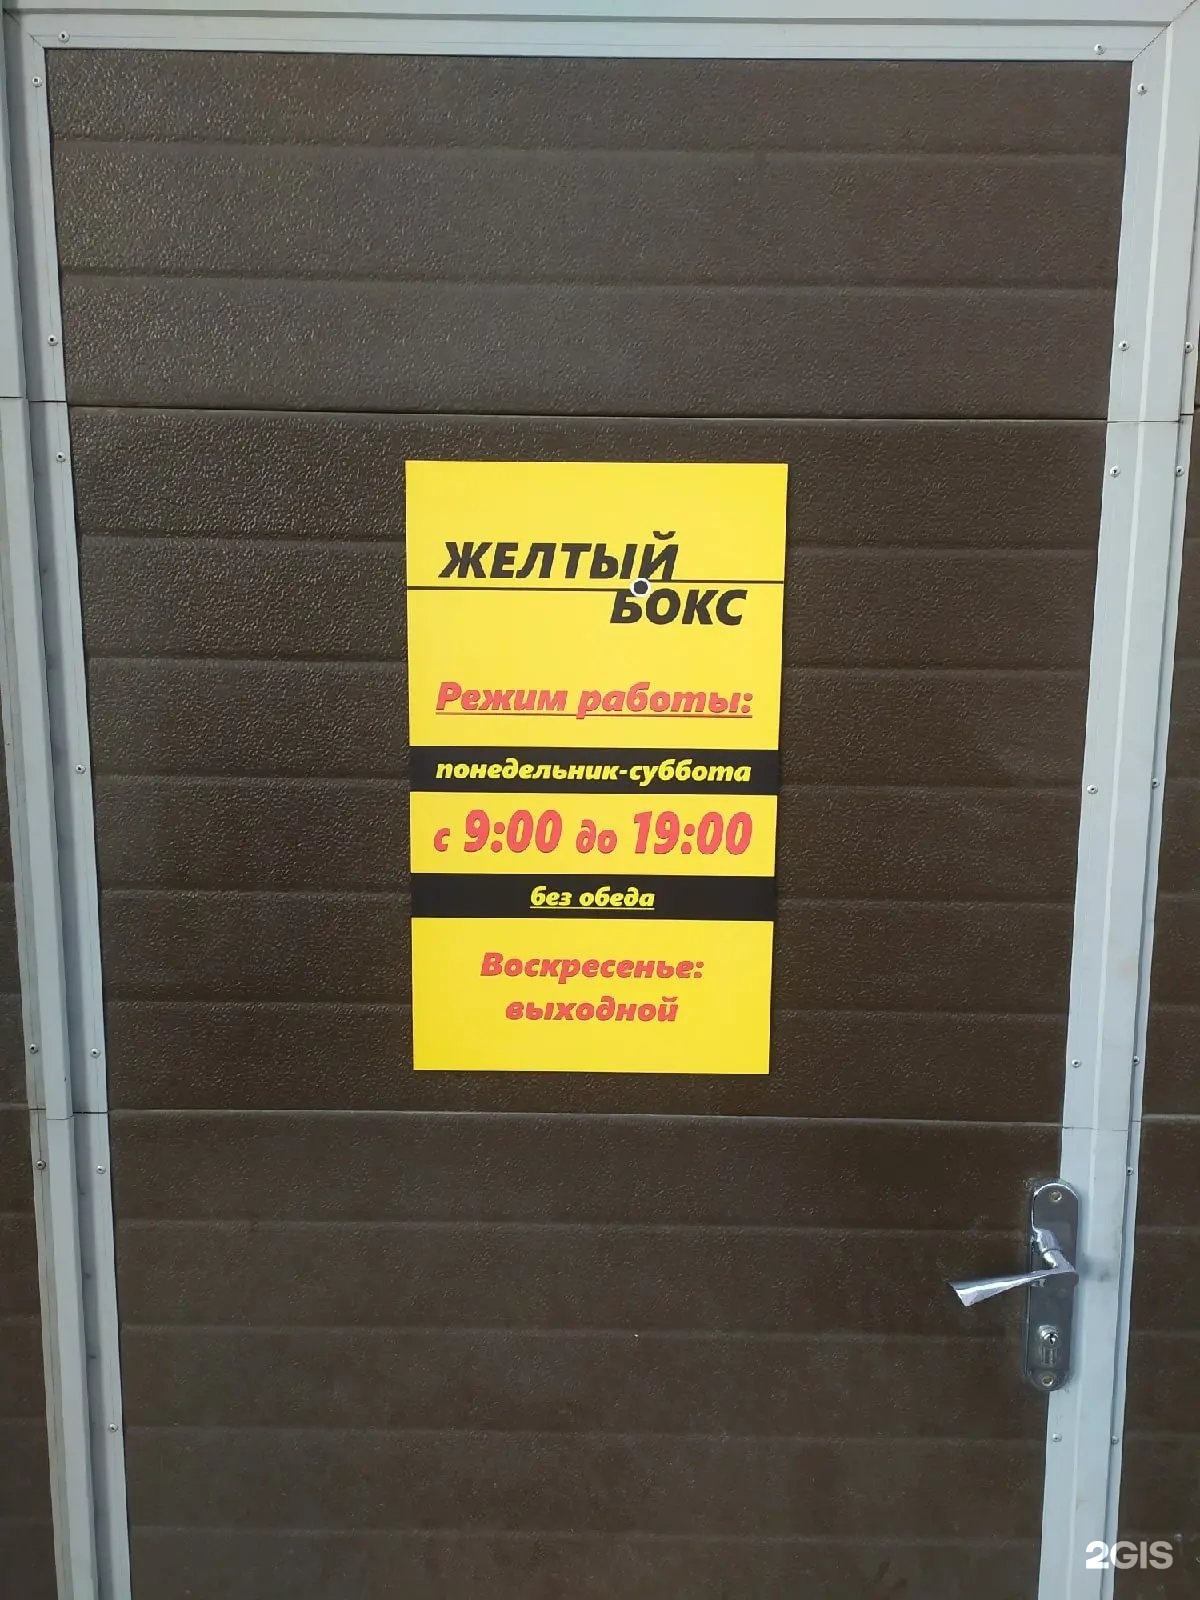 ЖЕЛТЫЙ
БОКС
Режим работы:
понедельник-суббота
с 9:00 до 19:00
без обеда
Воскресенье:
выходной
2GIS